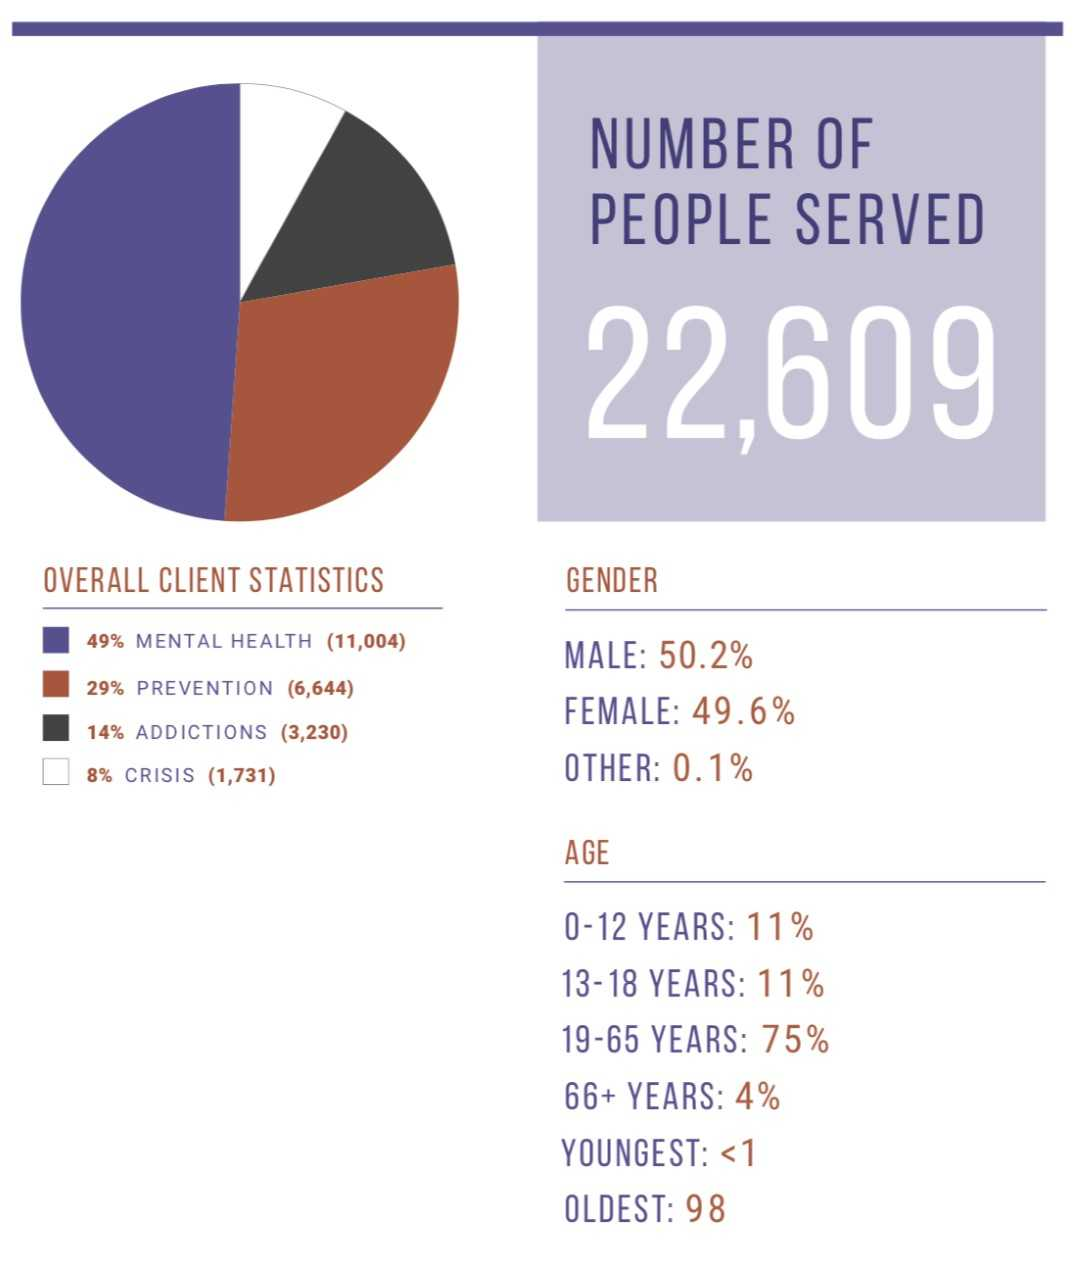 NUMBER OF
PEOPLE SERVED
22,609
OVERALL CLIENT STATISTICS
49% MENTAL HEALTH (11,004)
29% PREVENTION (6,644)
14% ADDICTIONS (3,230)
8% CRISIS (1,731)
GENDER
MALE: 50.2%
FEMALE: 49.6%
OTHER: 0.1%
AGE
0-12 YEARS: 11%
13-18 YEARS: 11%
19-65 YEARS: 75%
66+ YEARS: 4%
YOUNGEST: <1
OLDEST: 98